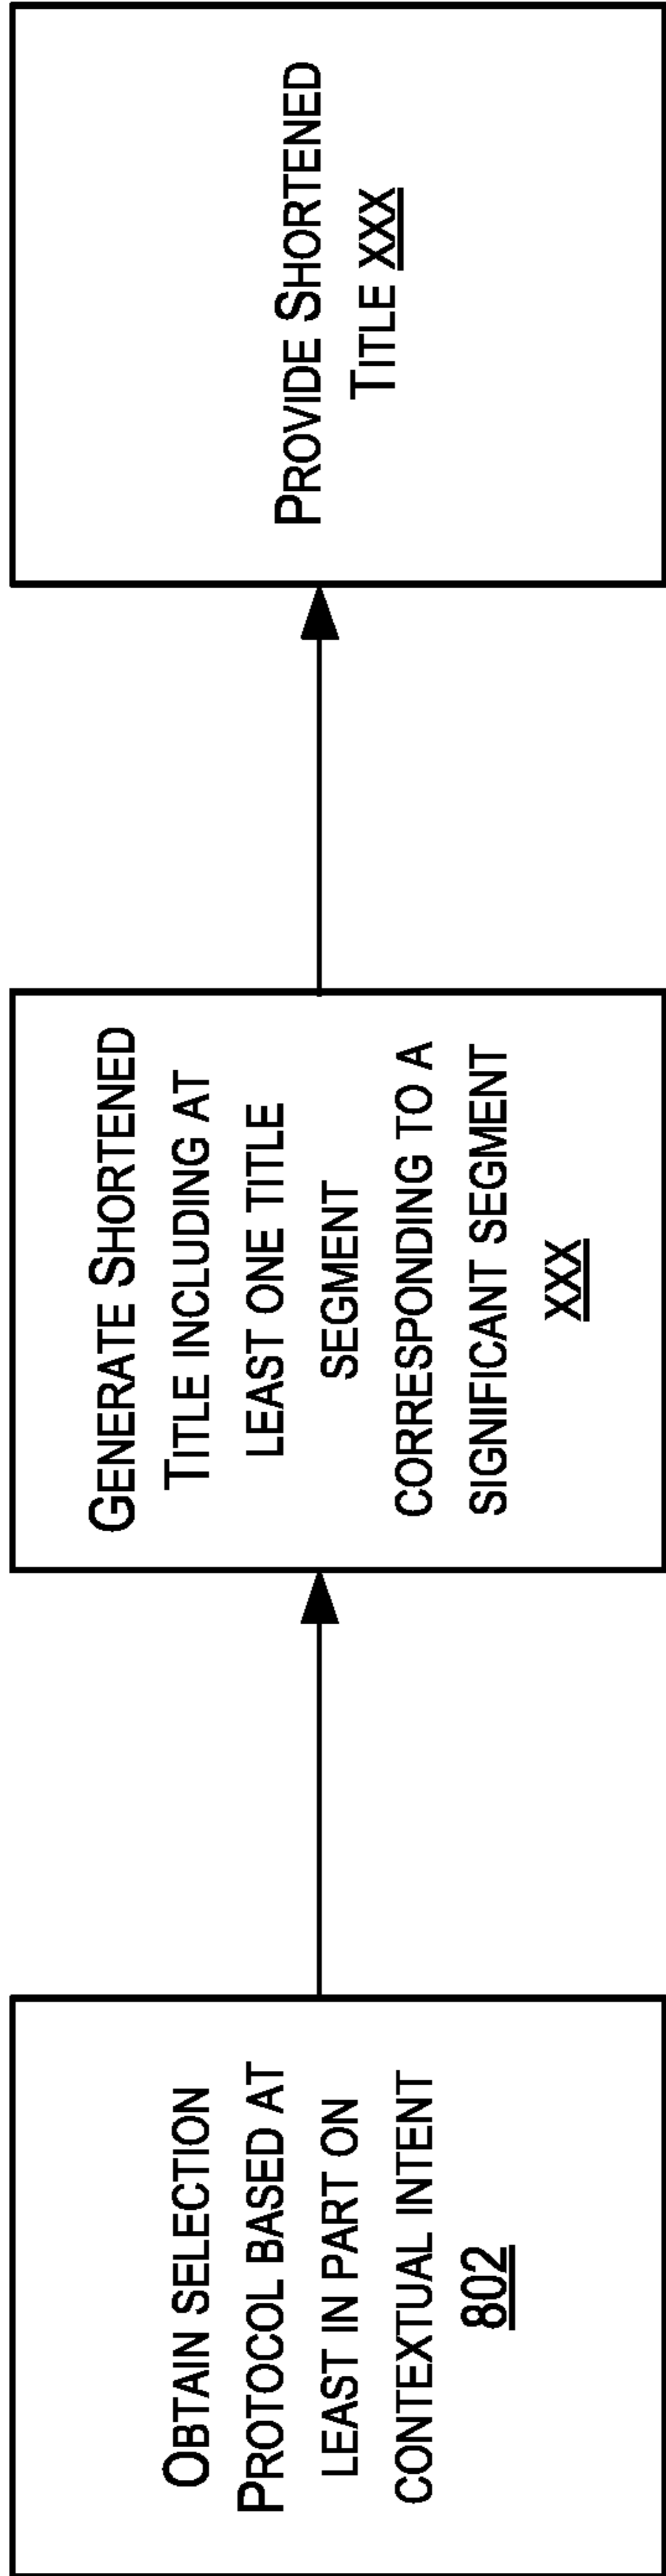 OBTAIN SELECTION
PROTOCOL BASED AT
LEAST IN PART ON
CONTEXTUAL INTENT
802
GENERATE SHORTENED
TITLE INCLUDING AT
LEAST ONE TITLE
SEGMENT
CORRESPONDING TO A
SIGNIFICANT SEGMENT
XXX
PROVIDE SHORTENED
TITLE XXX